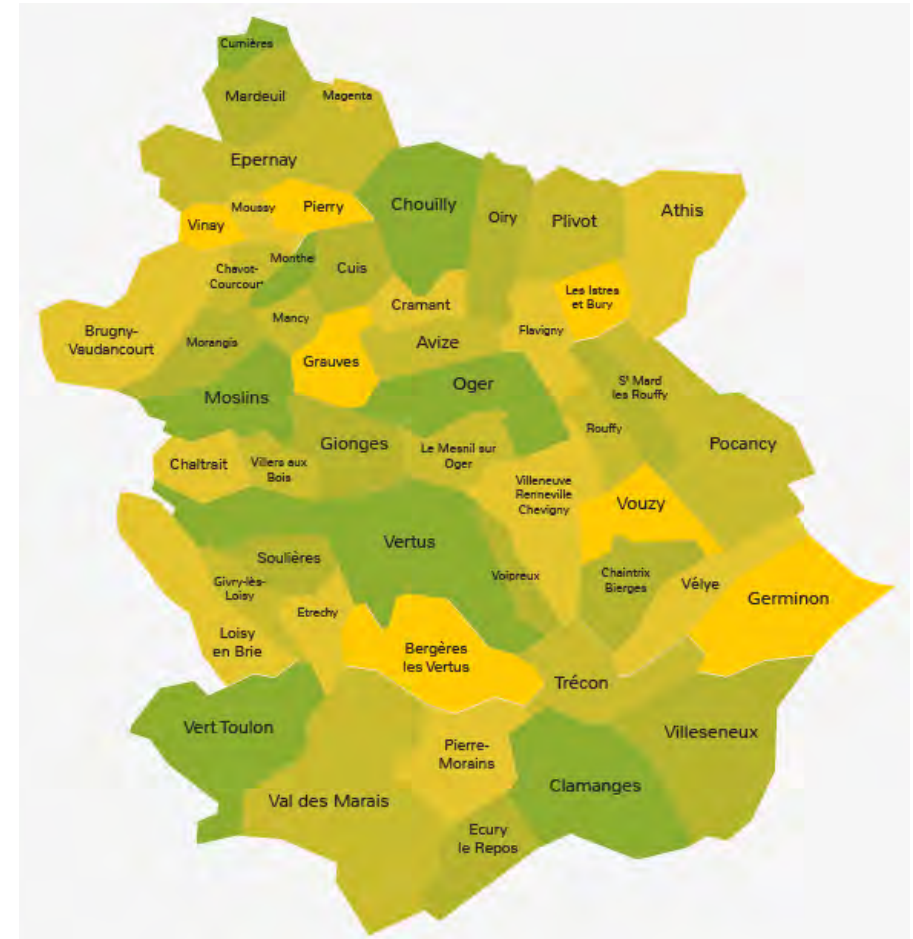 Cumières
Mardeuil
Magenta
Epernay
Moussy
Pierry
Vinay
Chouilly
Oiry
Plivot
Athis
Chavot-
Courcourt
Monthe
Cuis
Les Istres
et Bury
Cramant
Mancy
Flavigny
Brugny-
Vaudancourt
Morangis
Avize
Grauves
Oger
Moslins
St Mard
les Rouffy
Rouffy
Gionges
Le Mesnil sur
Oger
Pocancy
Chaltrait
Villers aux
Bois
Villeneuve
Renneville
Chevigny
Vouzy
Vertus
Soulières
Voipreux
Chaintrix
Bierges
Vélye
Givry-lès-
Loisy
Etrechy
Germinon
Loisy
en Brie
Bergères
les Vertus
Trécon
Vert Toulon
Villeseneux
Pierre-
Morains
Clamanges
Val des Marais
Ecury
le Repos